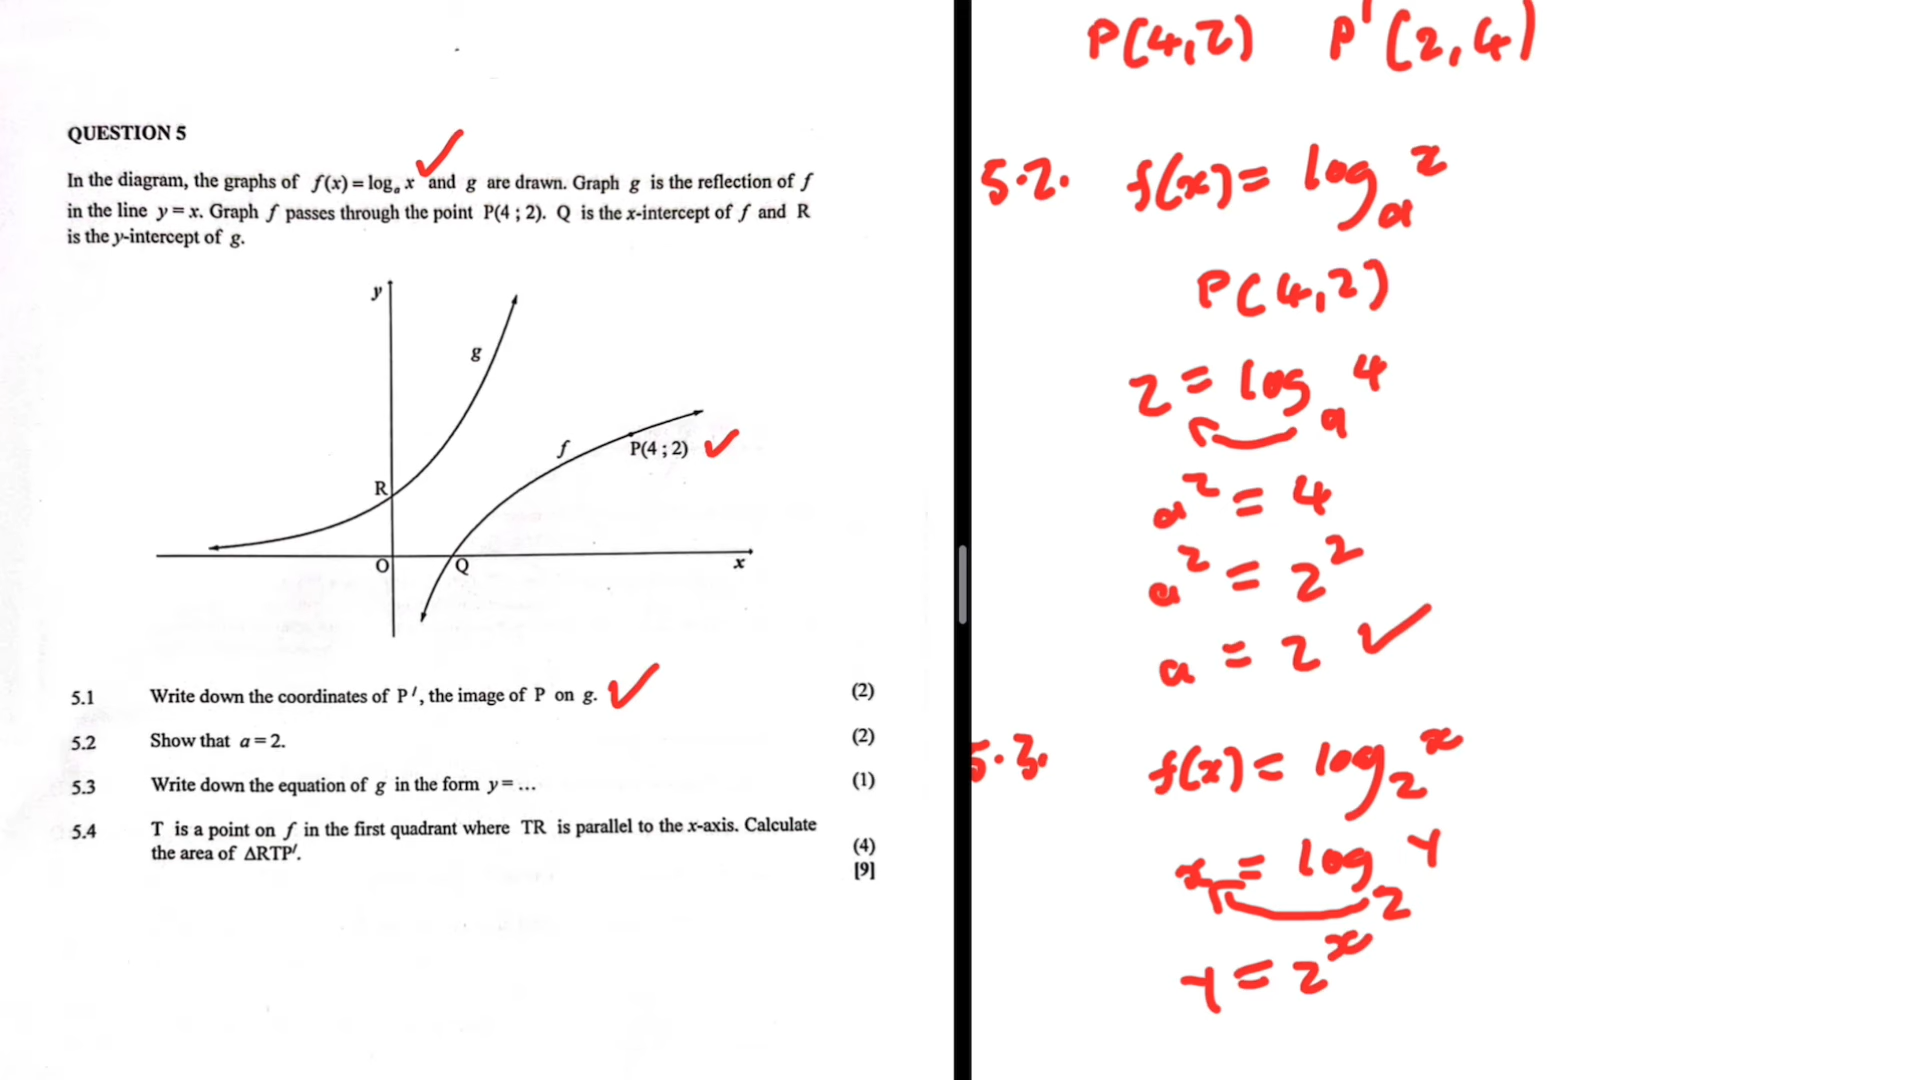 QUESTION 5
In the diagram, the graphs of f(x) = logₐ x and g are drawn. Graph g is the reflection of f
in the line y = x. Graph f passes through the point P(4 ; 2). Q is the x-intercept of f and R
is the y-intercept of g.
y
g
f
P(4 ; 2)
R
O
Q
x
5.1 Write down the coordinates of P′, the image of P on g. (2)
5.2 Show that a = 2. (2)
5.3 Write down the equation of g in the form y = ... (1)
5.4 T is a point on f in the first quadrant where TR is parallel to the x-axis. Calculate
the area of ΔRTP′. (4)
[9]
P(4,2) P'(2,4)
5.2. f(x) = logₐ x
P(4,2)
2 = logₐ 4
a² = 4
a² = 2²
a = 2 ✓
5.3. f(x) = log₂ x
x = log₂ y
y = 2ˣ